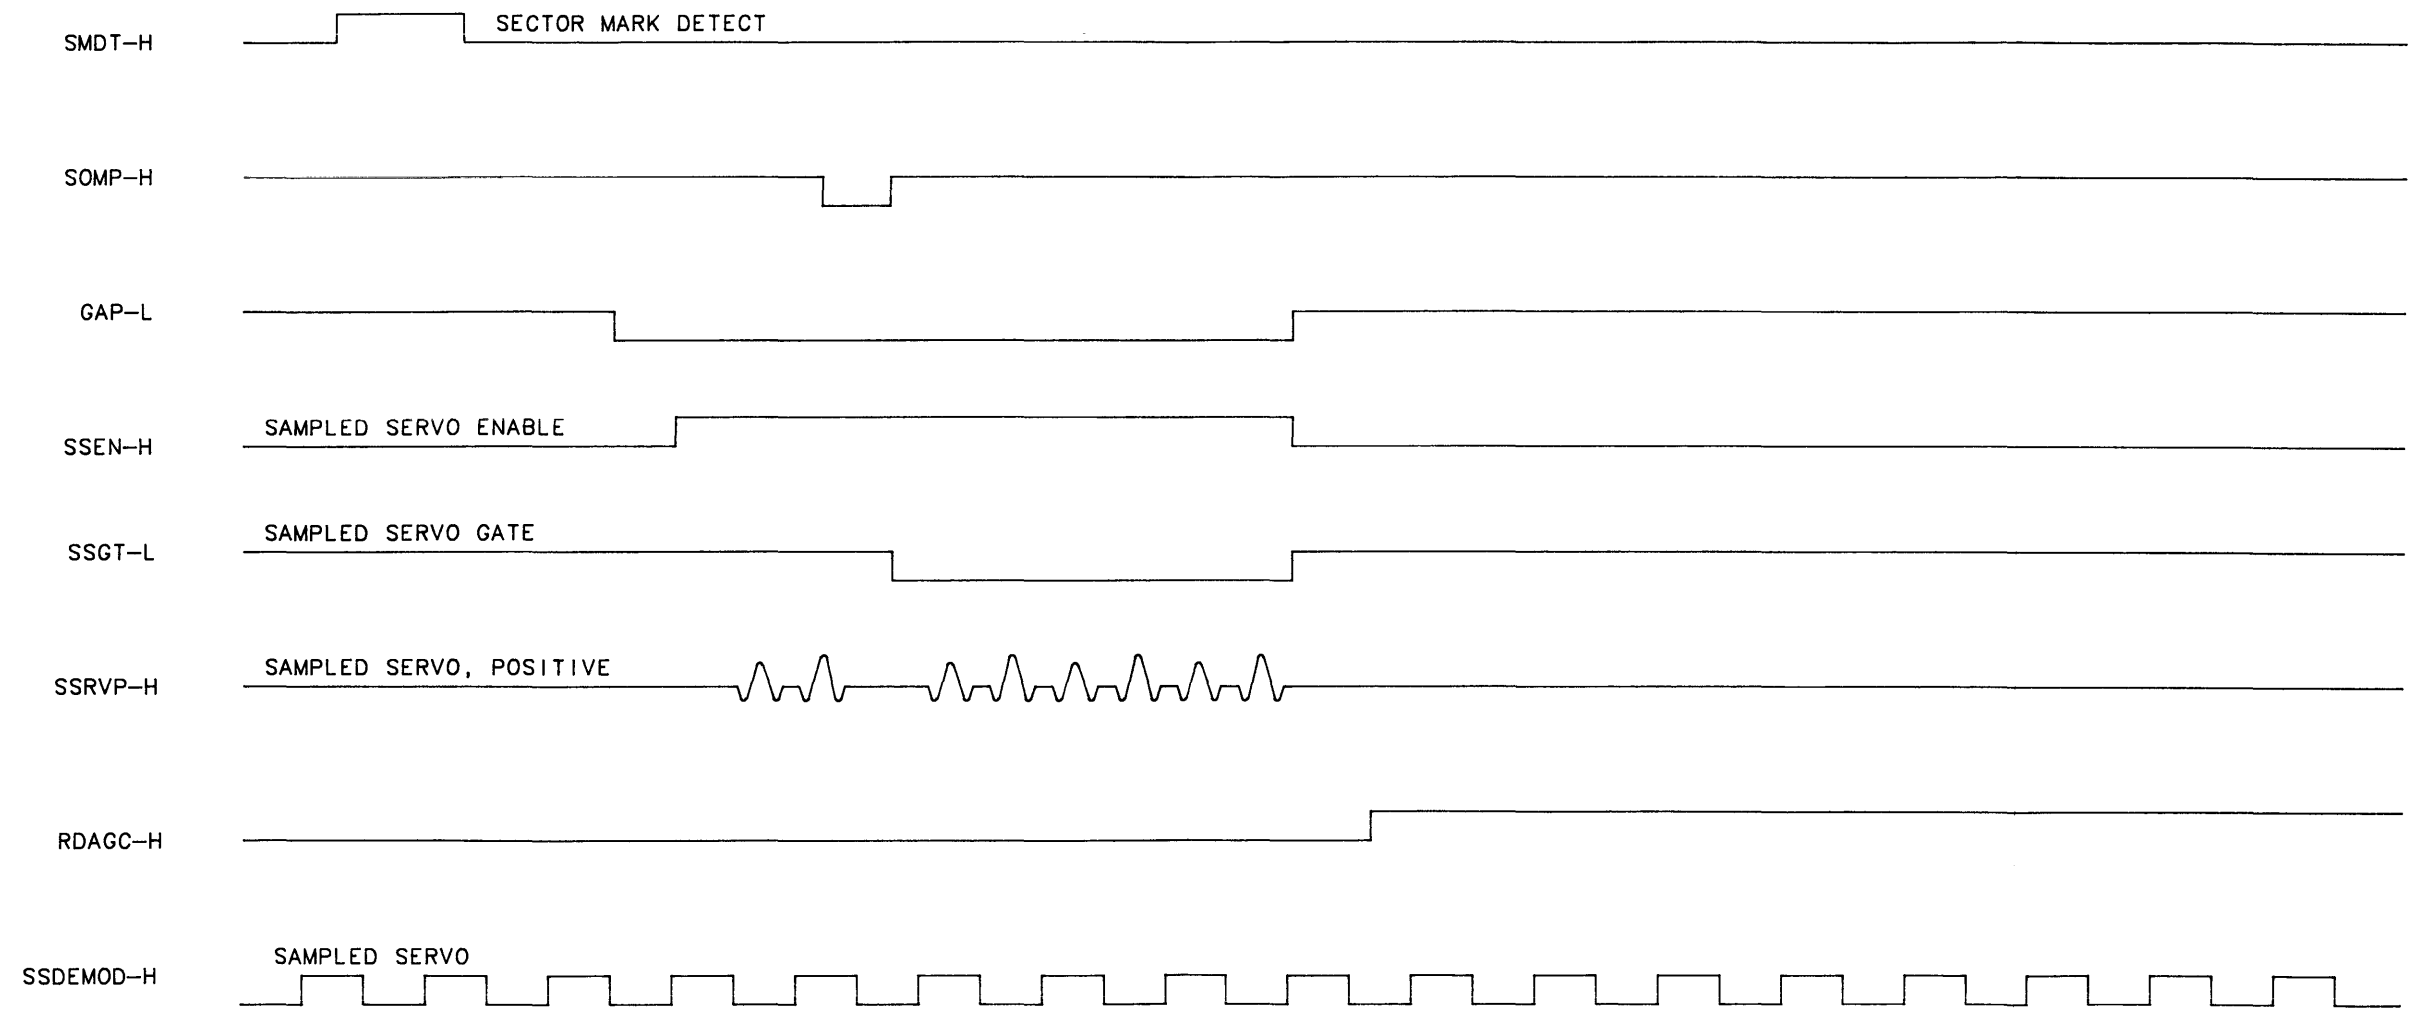 SECTOR MARK DETECT
SMDT-H
SOMP-H
GAP-L
SAMPLED SERVO ENABLE
SSEN-H
SAMPLED SERVO GATE
SSGT-L
SAMPLED SERVO, POSITIVE
SSRVP-H
RDAGC-H
SAMPLED SERVO
SSDEMOD-H